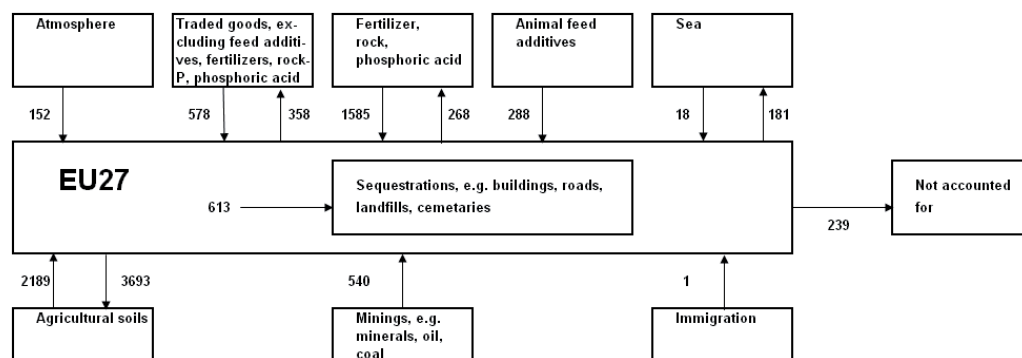 Atmosphere
Traded goods, ex-
cluding feed additi-
ves, fertilizers, rock-
P, phosphoric acid
Fertilizer,
rock,
phosphoric acid
Animal feed
additives
Sea
152
578
358
1585
268
288
18
181
EU27
613
Sequestrations, e.g. buildings, roads,
landfills, cemetaries
239
Not accounted
for
2189
3693
540
1
Agricultural soils
Minings, e.g.
minerals, oil,
coal
Immigration